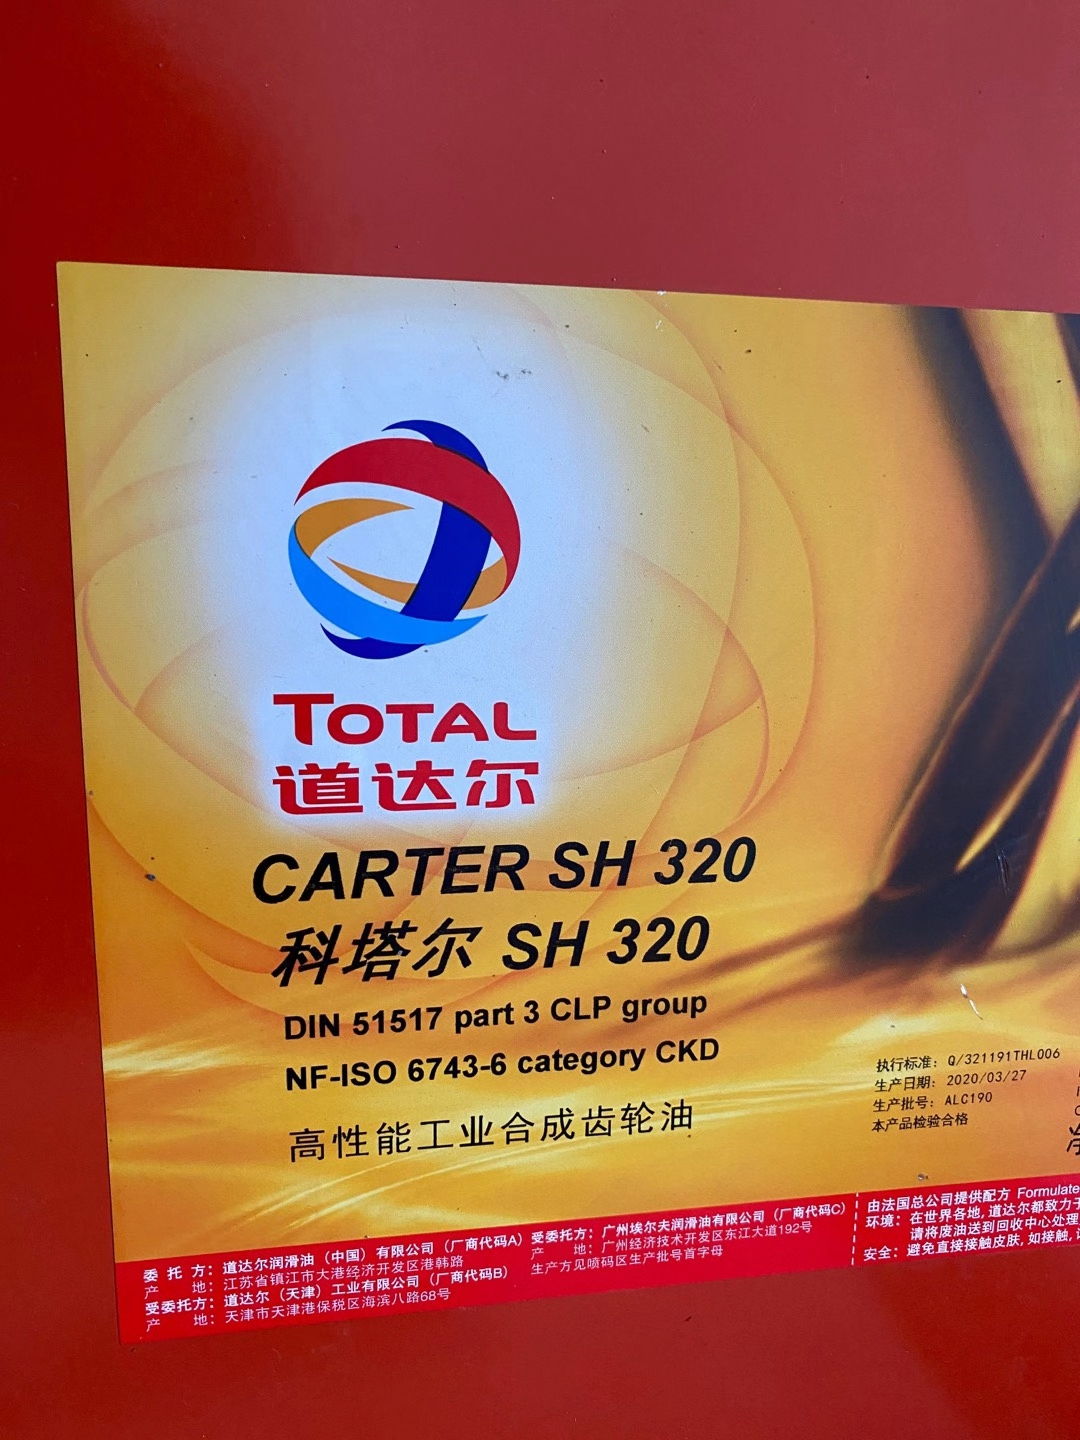 TOTAL
道达尔
CARTER SH 320
科塔尔 SH 320
DIN 51517 part 3 CLP group
NF-ISO 6743-6 category CKD
高性能工业合成齿轮油
执行标准: Q/321191THL006
生产日期: 2020/03/27
生产批号: ALC190
本产品检验合格
委 托 方: 道达尔润滑油（中国）有限公司（厂商代码A）
产 地: 江苏省镇江市大港经济开发区港韩路
受委托方: 道达尔（天津）工业有限公司（厂商代码B）
产 地: 天津市天津港保税区海滨八路68号
受委托方: 广州埃尔夫润滑油有限公司（厂商代码C）
产 地: 广州经济技术开发区东江大道192号
生产方见喷码区生产批号首字母
由法国总公司提供配方 Formulate
环境: 在世界各地, 道达尔都致力于
请将废油送到回收中心处理
安全: 避免直接接触皮肤, 如接触,